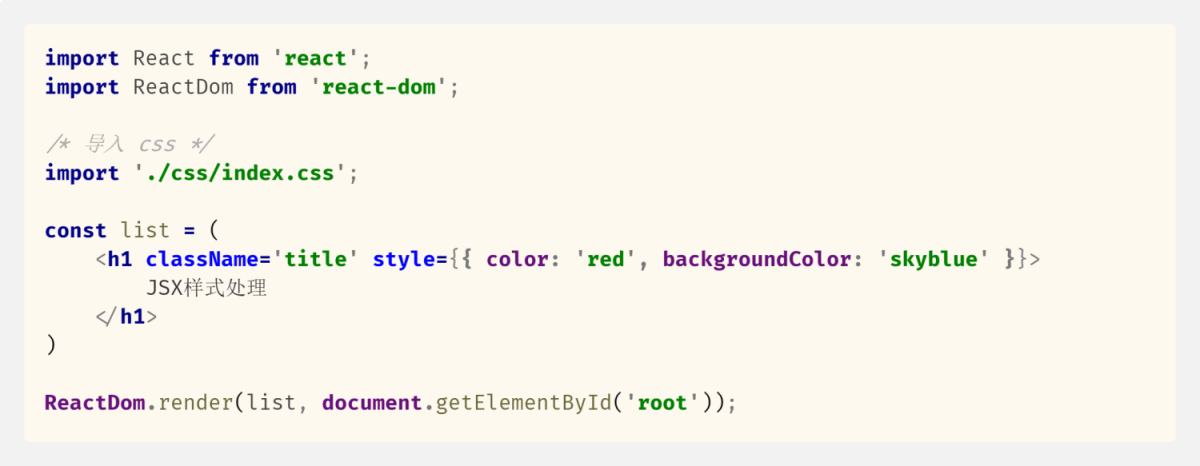 import React from 'react';
import ReactDom from 'react-dom';
/* 导入 css */
import './css/index.css';
const list = (
    <h1 className='title' style={{ color: 'red', backgroundColor: 'skyblue' }}>
        JSX样式处理
    </h1>
)
ReactDom.render(list, document.getElementById('root'));